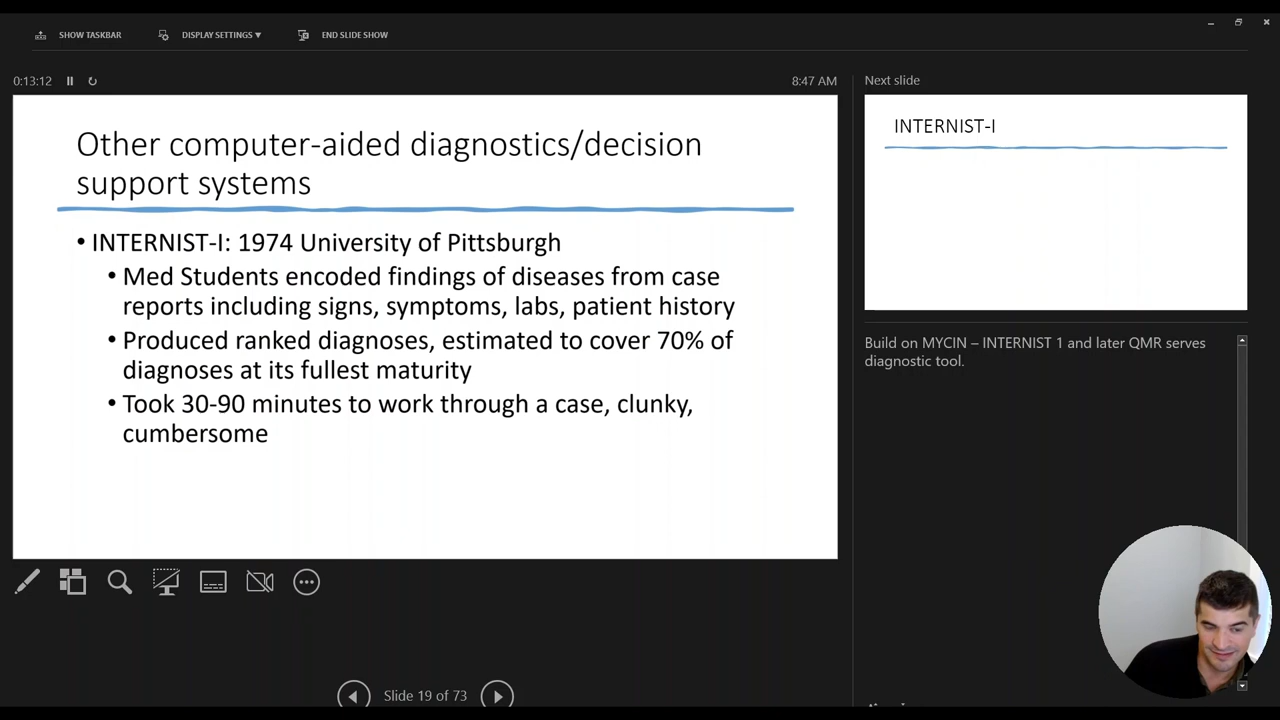 SHOW TASKBAR
DISPLAY SETTINGS ▾
END SLIDE SHOW
0:13:12
8:47 AM
Other computer-aided diagnostics/decision
support systems
• INTERNIST-I: 1974 University of Pittsburgh
• Med Students encoded findings of diseases from case
reports including signs, symptoms, labs, patient history
• Produced ranked diagnoses, estimated to cover 70% of
diagnoses at its fullest maturity
• Took 30-90 minutes to work through a case, clunky,
cumbersome
Slide 19 of 73
Next slide
INTERNIST-I
Build on MYCIN – INTERNIST 1 and later QMR serves
diagnostic tool.